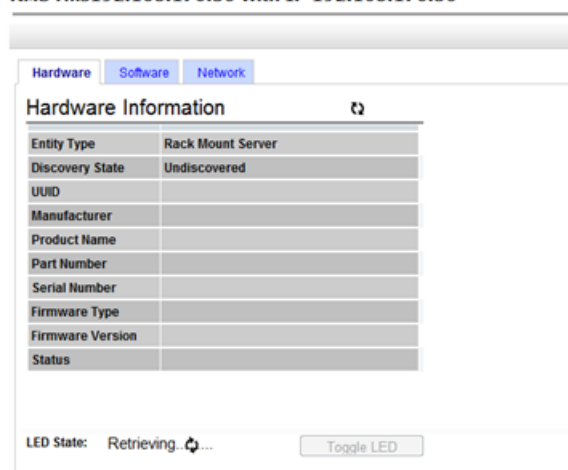 Hardware Software Network
Hardware Information
Entity Type Rack Mount Server
Discovery State Undiscovered
UUID
Manufacturer
Product Name
Part Number
Serial Number
Firmware Type
Firmware Version
Status
LED State: Retrieving..... Toggle LED